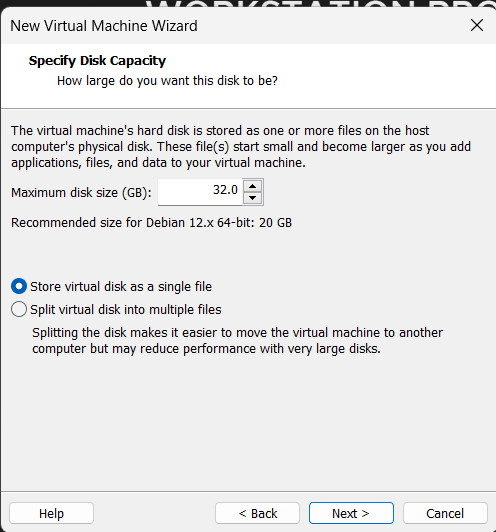 WORKSTATION PRO
New Virtual Machine Wizard
Specify Disk Capacity
How large do you want this disk to be?
The virtual machine's hard disk is stored as one or more files on the host
computer's physical disk. These file(s) start small and become larger as you add
applications, files, and data to your virtual machine.
Maximum disk size (GB): 32.0
Recommended size for Debian 12.x 64-bit: 20 GB
Store virtual disk as a single file
Split virtual disk into multiple files
Splitting the disk makes it easier to move the virtual machine to another
computer but may reduce performance with very large disks.
Help < Back Next > Cancel